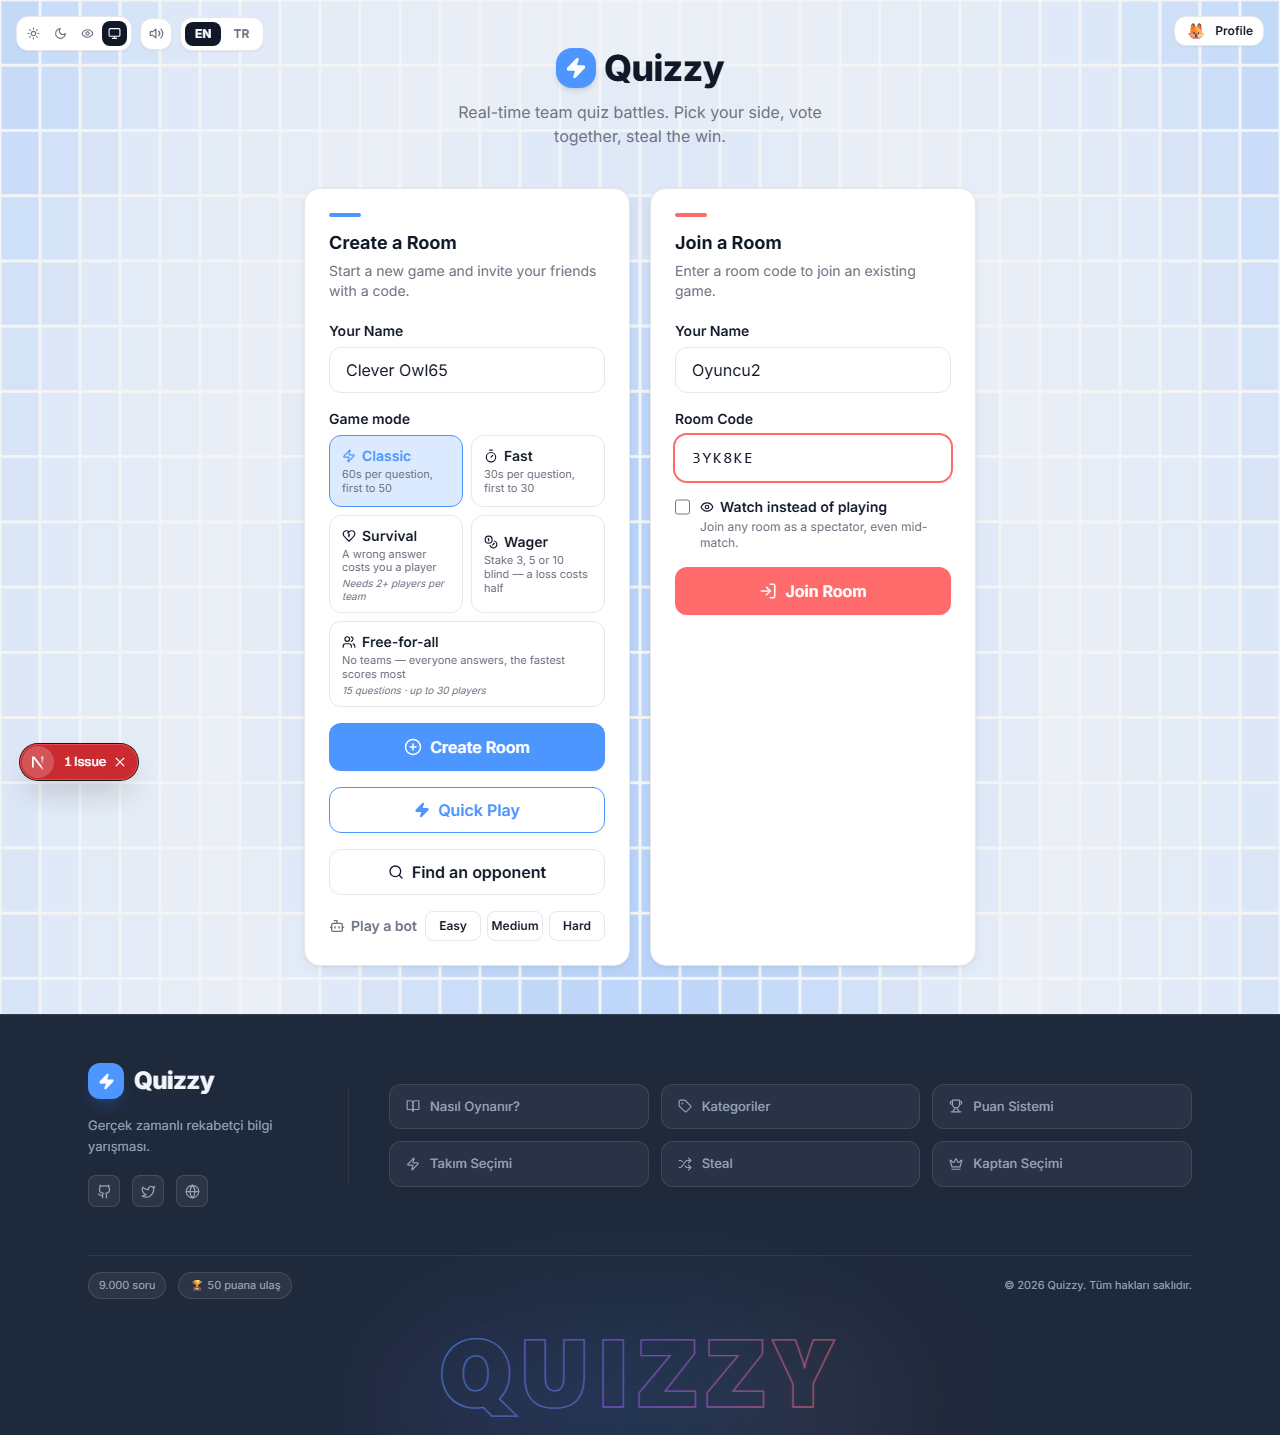 EN
TR
Profile
Quizzy
Real-time team quiz battles. Pick your side, vote
together, steal the win.
Create a Room
Start a new game and invite your friends
with a code.
Your Name
Clever Owl65
Game mode
Classic
60s per question,
first to 50
Fast
30s per question,
first to 30
Survival
A wrong answer
costs you a player
Needs 2+ players per
team
Wager
Stake 3, 5 or 10
blind — a loss costs
half
Free-for-all
No teams — everyone answers, the fastest
scores most
15 questions · up to 30 players
Create Room
Quick Play
Find an opponent
Play a bot
Easy
Medium
Hard
Join a Room
Enter a room code to join an existing
game.
Your Name
Oyuncu2
Room Code
3YK8KE
Watch instead of playing
Join any room as a spectator, even mid-
match.
Join Room
N
1 Issue
Quizzy
Gerçek zamanlı rekabetçi bilgi
yarışması.
Nasıl Oynanır?
Kategoriler
Puan Sistemi
Takım Seçimi
Steal
Kaptan Seçimi
9.000 soru
🏆 50 puana ulaş
© 2026 Quizzy. Tüm hakları saklıdır.
QUIZZY